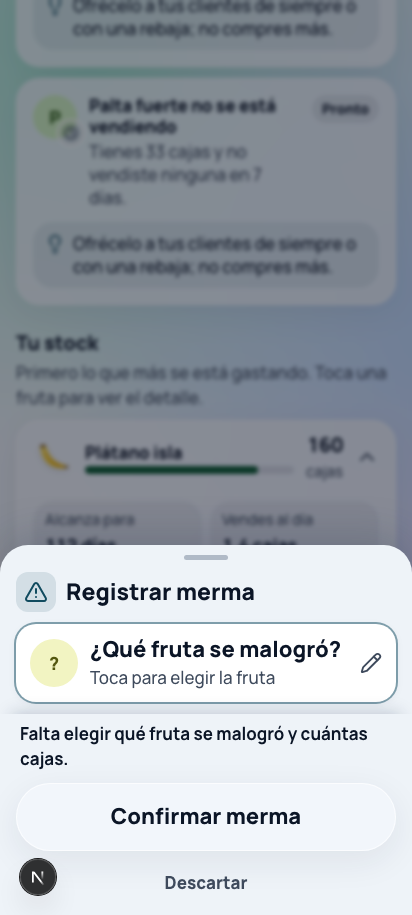 Ofrécelo a tus clientes de siempre o
con una rebaja; no compres más.
P
Palta fuerte no se está
vendiendo
Pronto
Tienes 33 cajas y no
vendiste ninguna en 7
días.
Ofrécelo a tus clientes de siempre o
con una rebaja; no compres más.
Tu stock
Primero lo que más se está gastando. Toca una
fruta para ver el detalle.
Plátano isla
160
cajas
Alcanza para
Vendes al día
Registrar merma
?
¿Qué fruta se malogró?
Toca para elegir la fruta
Falta elegir qué fruta se malogró y cuántas
cajas.
Confirmar merma
N
Descartar